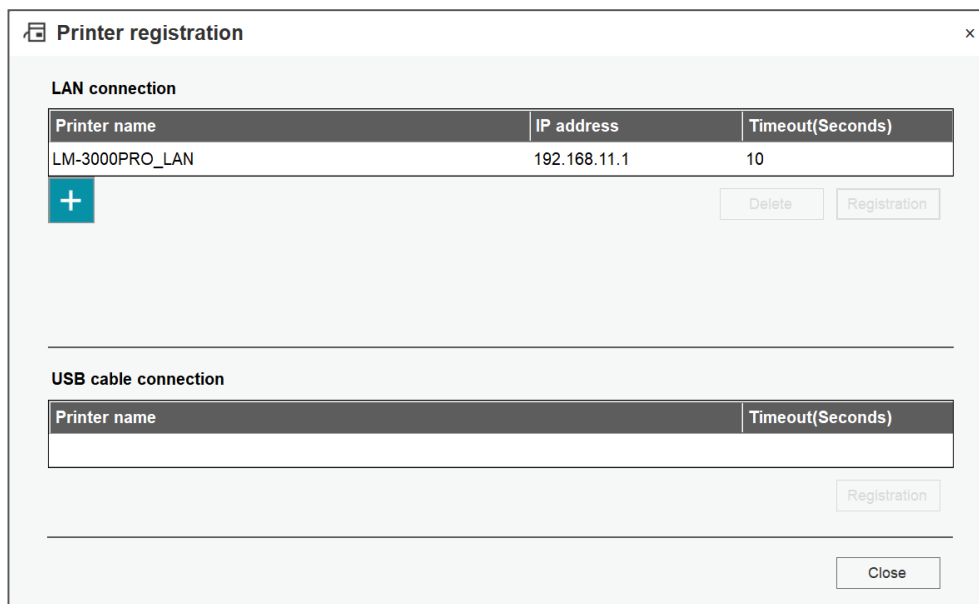 Printer registration
×
LAN connection
Printer name IP address Timeout(Seconds)
LM-3000PRO_LAN 192.168.11.1 10
+
Delete Registration
USB cable connection
Printer name Timeout(Seconds)
Registration
Close